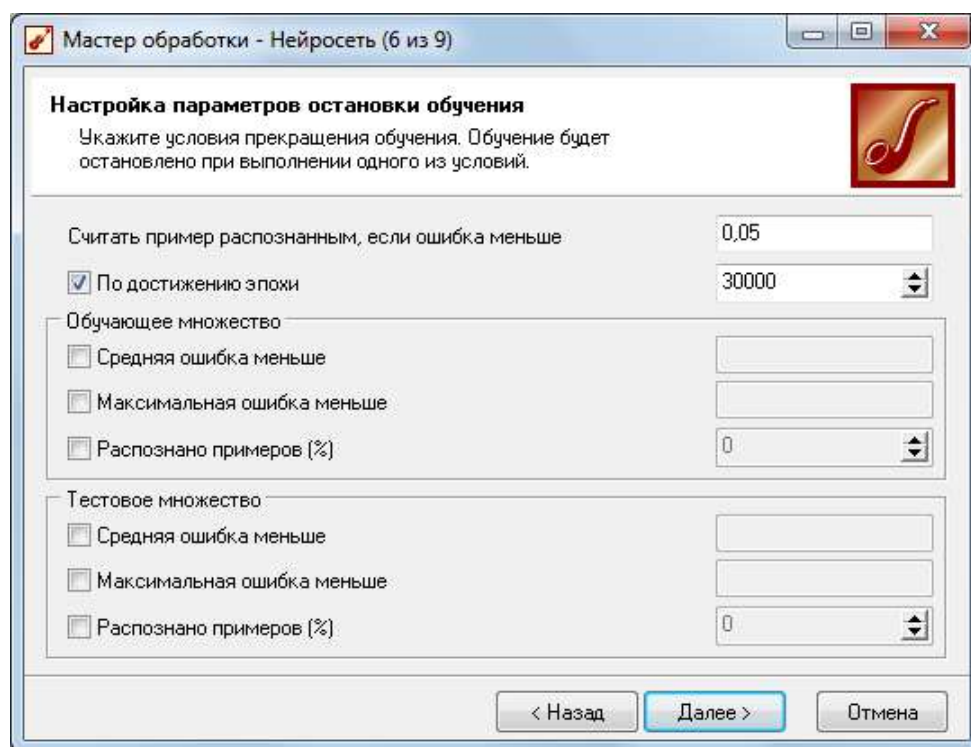 Мастер обработки - Нейросеть (6 из 9)
Настройка параметров остановки обучения
Укажите условия прекращения обучения. Обучение будет
остановлено при выполнении одного из условий.
Считать пример распознанным, если ошибка меньше 0,05
По достижению эпохи 30000
Обучающее множество
Средняя ошибка меньше
Максимальная ошибка меньше
Распознано примеров (%) 0
Тестовое множество
Средняя ошибка меньше
Максимальная ошибка меньше
Распознано примеров (%) 0
< Назад Далее > Отмена